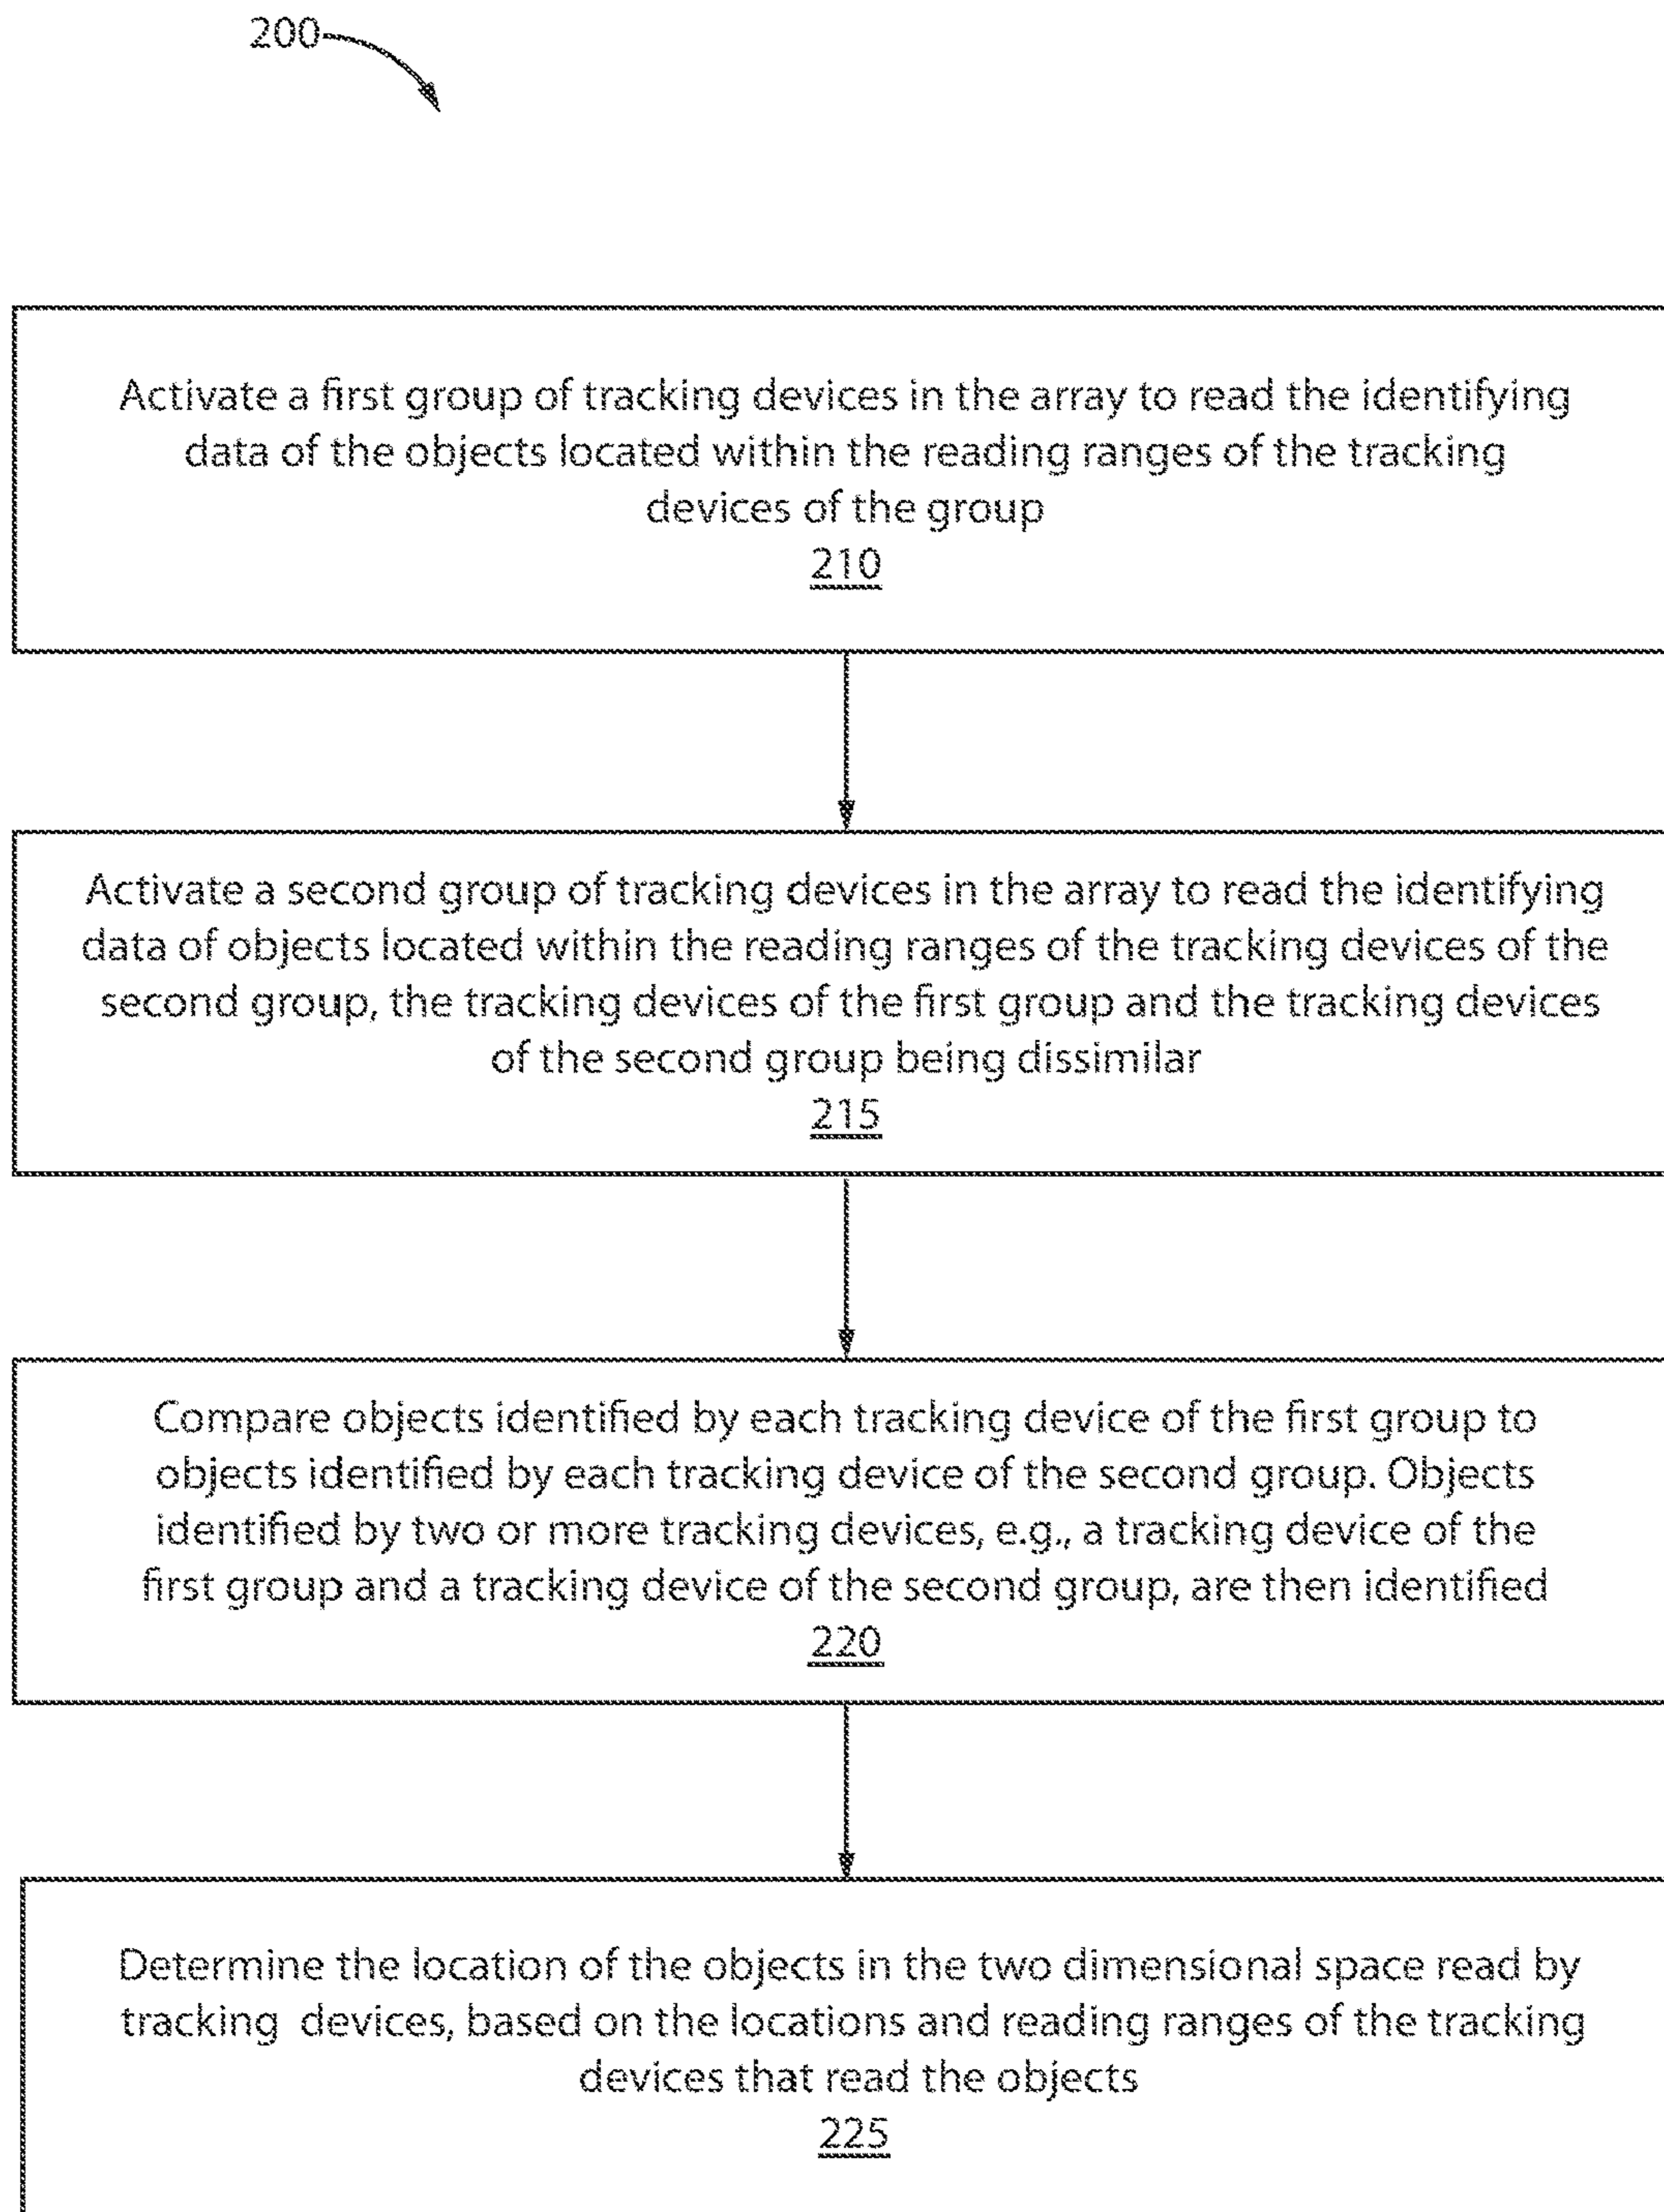 200
Activate a first group of tracking devices in the array to read the identifying
data of the objects located within the reading ranges of the tracking
devices of the group
210
Activate a second group of tracking devices in the array to read the identifying
data of objects located within the reading ranges of the tracking devices of the
second group, the tracking devices of the first group and the tracking devices
of the second group being dissimilar
215
Compare objects identified by each tracking device of the first group to
objects identified by each tracking device of the second group. Objects
identified by two or more tracking devices, e.g., a tracking device of the
first group and a tracking device of the second group, are then identified
220
Determine the location of the objects in the two dimensional space read by
tracking devices, based on the locations and reading ranges of the tracking
devices that read the objects
225